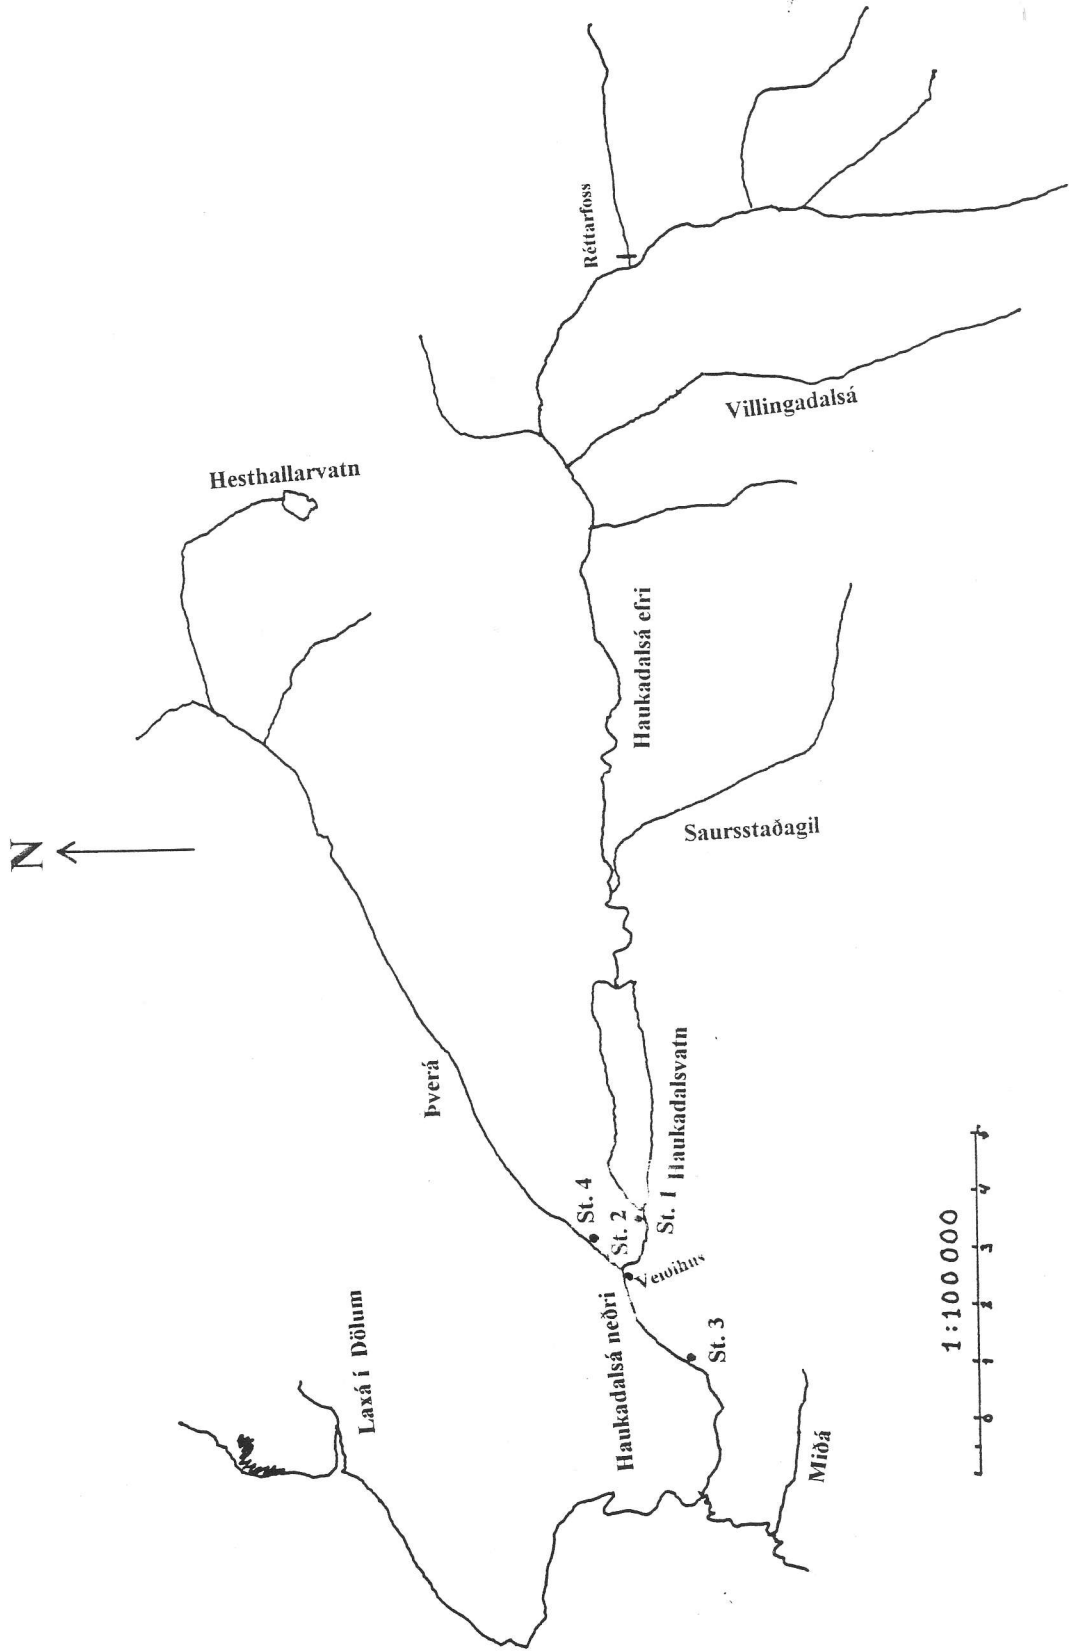 N
Réttarfoss
Hesthallarvatn
Villingadalsá
Haukadalsá efri
Saursstaðagil
Þverá
Haukadalsvatn
St. 4
St. 2
St. 1
Veiðihus
Laxá í Dölum
Haukadalsá neðri
St. 3
Miðá
1:100 000
0 1 2 3 4 5